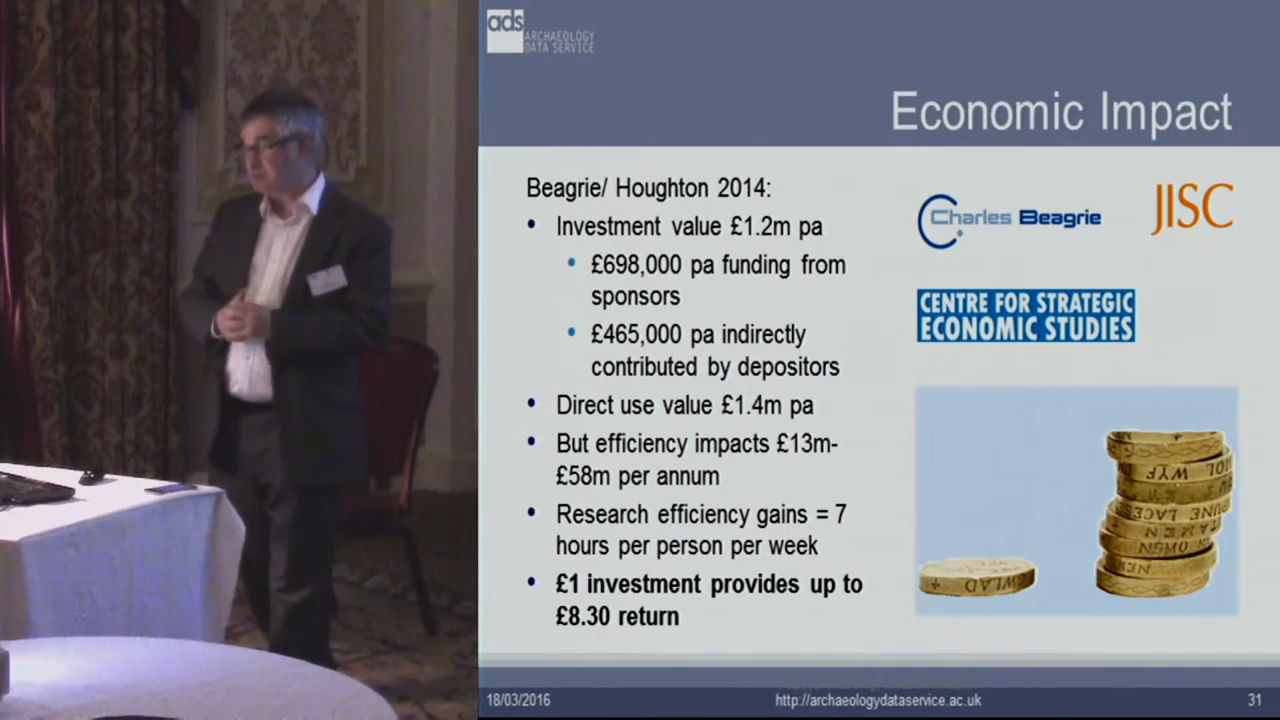 ads
ARCHAEOLOGY
DATA SERVICE
Economic Impact
Beagrie/ Houghton 2014:
• Investment value £1.2m pa
• £698,000 pa funding from
sponsors
• £465,000 pa indirectly
contributed by depositors
• Direct use value £1.4m pa
• But efficiency impacts £13m-
£58m per annum
• Research efficiency gains = 7
hours per person per week
• £1 investment provides up to
£8.30 return
Charles Beagrie
JISC
CENTRE FOR STRATEGIC
ECONOMIC STUDIES
18/03/2016
http://archaeologydataservice.ac.uk
31